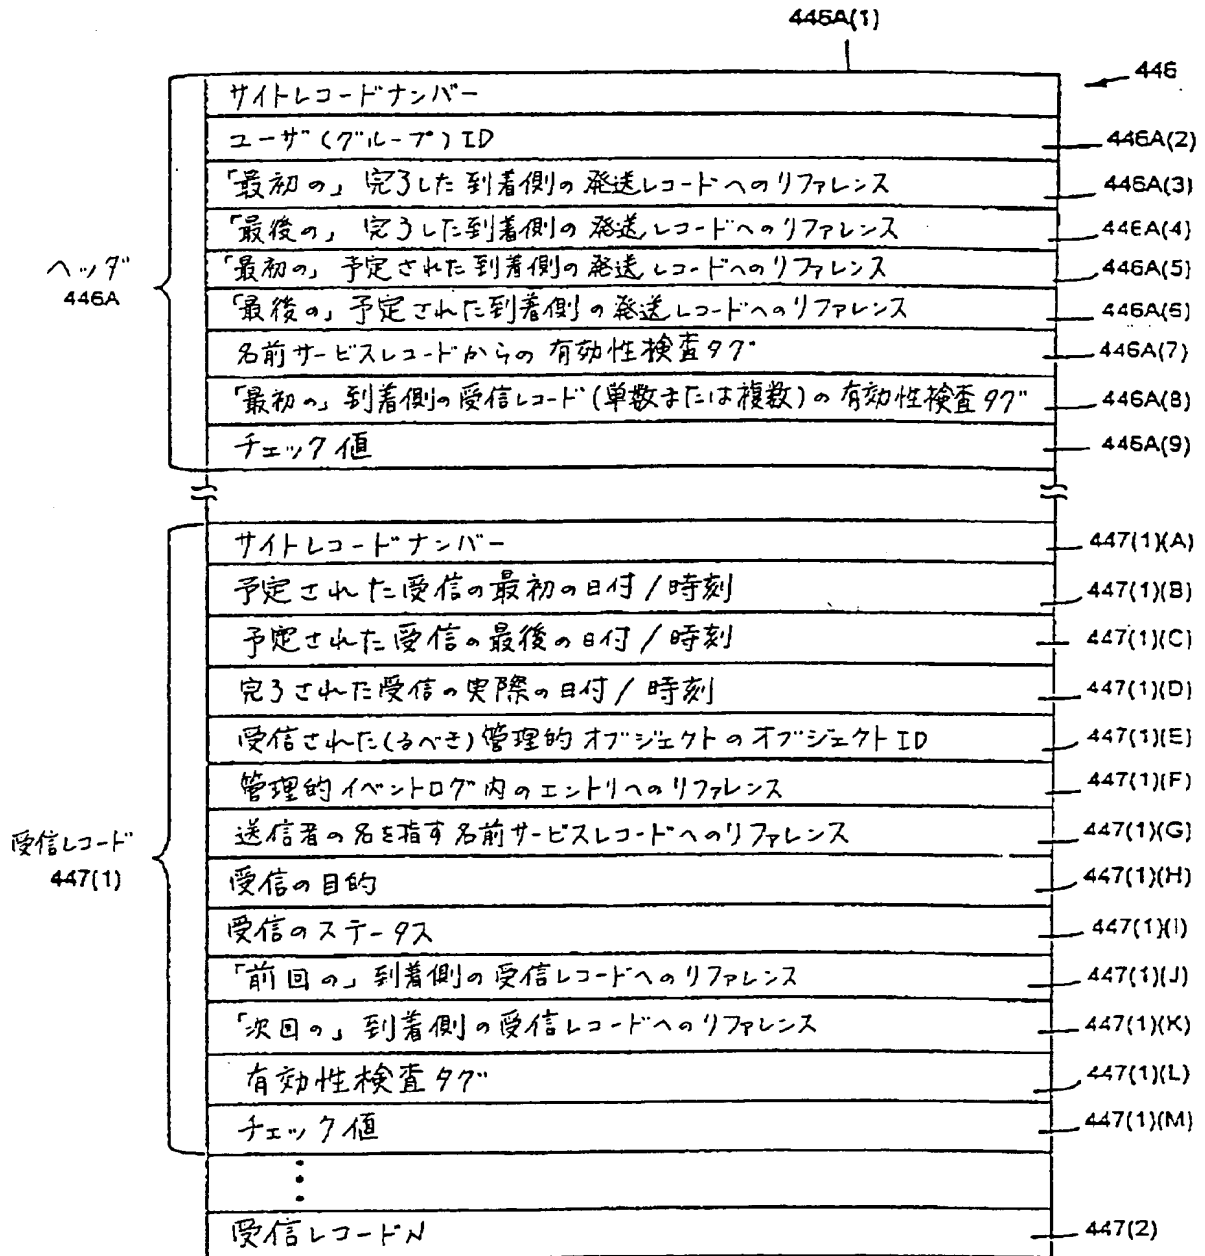 446A(1)
446
サイトレコードナンバー
ユーザ(グループ)ID 446A(2)
「最初の」完了した到着側の発送レコードへのリファレンス 446A(3)
「最後の」完了した到着側の発送レコードへのリファレンス 446A(4)
「最初の」予定された到着側の発送レコードへのリファレンス 446A(5)
「最後の」予定された到着側の発送レコードへのリファレンス 446A(6)
名前サービスレコードからの有効性検査タグ 446A(7)
「最初の」到着側の受信レコード(単数または複数)の有効性検査タグ 446A(8)
チェック値 446A(9)
ヘッダ
446A
サイトレコードナンバー 447(1)(A)
予定された受信の最初の日付/時刻 447(1)(B)
予定された受信の最後の日付/時刻 447(1)(C)
完了された受信の実際の日付/時刻 447(1)(D)
受信された(るべき)管理的オブジェクトのオブジェクトID 447(1)(E)
管理的イベントログ内のエントリへのリファレンス 447(1)(F)
送信者の名を指す名前サービスレコードへのリファレンス 447(1)(G)
受信の目的 447(1)(H)
受信のステータス 447(1)(I)
「前回の」到着側の受信レコードへのリファレンス 447(1)(J)
「次回の」到着側の受信レコードへのリファレンス 447(1)(K)
有効性検査タグ 447(1)(L)
チェック値 447(1)(M)
受信レコード
447(1)
受信レコードN 447(2)